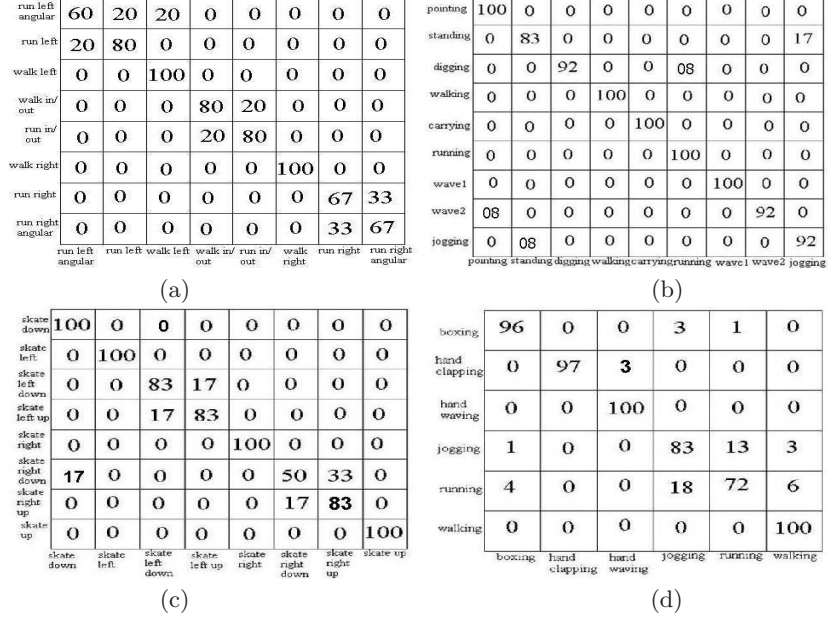 run left angular 60 20 20 0 0 0 0 0
run left 20 80 0 0 0 0 0 0
walk left 0 0 100 0 0 0 0 0
walk in/ out 0 0 0 80 20 0 0 0
run in/ out 0 0 0 20 80 0 0 0
walk right 0 0 0 0 0 100 0 0
run right 0 0 0 0 0 0 67 33
run right angular 0 0 0 0 0 0 33 67
run left angular run left walk left walk in/ out run in/ out walk right run right run right angular
(a)
pointing 100 0 0 0 0 0 0 0 0
standing 0 83 0 0 0 0 0 0 17
digging 0 0 92 0 0 08 0 0 0
walking 0 0 0 100 0 0 0 0 0
carrying 0 0 0 0 100 0 0 0 0
running 0 0 0 0 0 100 0 0 0
wave1 0 0 0 0 0 0 100 0 0
wave2 08 0 0 0 0 0 0 92 0
jogging 0 08 0 0 0 0 0 0 92
pointing standing digging walking carrying running wave1 wave2 jogging
(b)
skate down 100 0 0 0 0 0 0 0
skate left 0 100 0 0 0 0 0 0
skate left down 0 0 83 17 0 0 0 0
skate left up 0 0 17 83 0 0 0 0
skate right 0 0 0 0 100 0 0 0
skate right down 17 0 0 0 0 50 33 0
skate right up 0 0 0 0 0 17 83 0
skate up 0 0 0 0 0 0 0 100
skate down skate left skate left down skate left up skate right skate right down skate right up skate up
(c)
boxing 96 0 0 3 1 0
hand clapping 0 97 3 0 0 0
hand waving 0 0 100 0 0 0
jogging 1 0 0 83 13 3
running 4 0 0 18 72 6
walking 0 0 0 0 0 100
boxing hand clapping hand waving jogging running walking
(d)